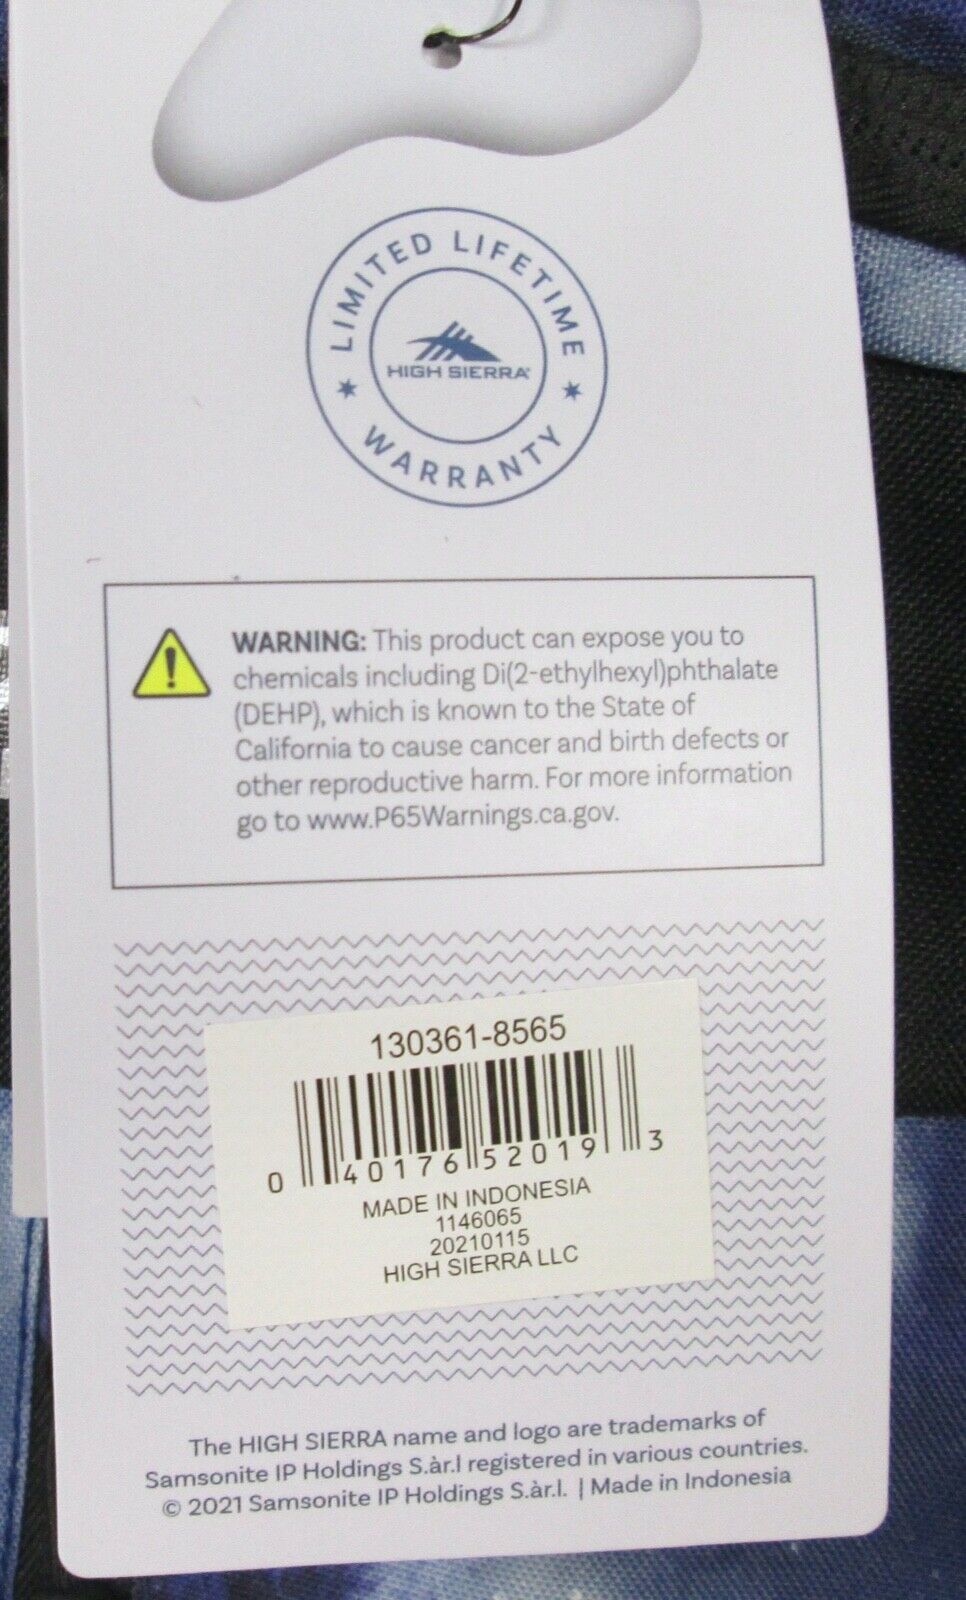 LIMITED LIFETIME
HIGH SIERRA
WARRANTY
WARNING: This product can expose you to
chemicals including Di(2-ethylhexyl)phthalate
(DEHP), which is known to the State of
California to cause cancer and birth defects or
other reproductive harm. For more information
go to www.P65Warnings.ca.gov.
130361-8565
0 40176 52019 3
MADE IN INDONESIA
1146065
20210115
HIGH SIERRA LLC
The HIGH SIERRA name and logo are trademarks of
Samsonite IP Holdings S.àr.l registered in various countries.
© 2021 Samsonite IP Holdings S.àr.l. | Made in Indonesia